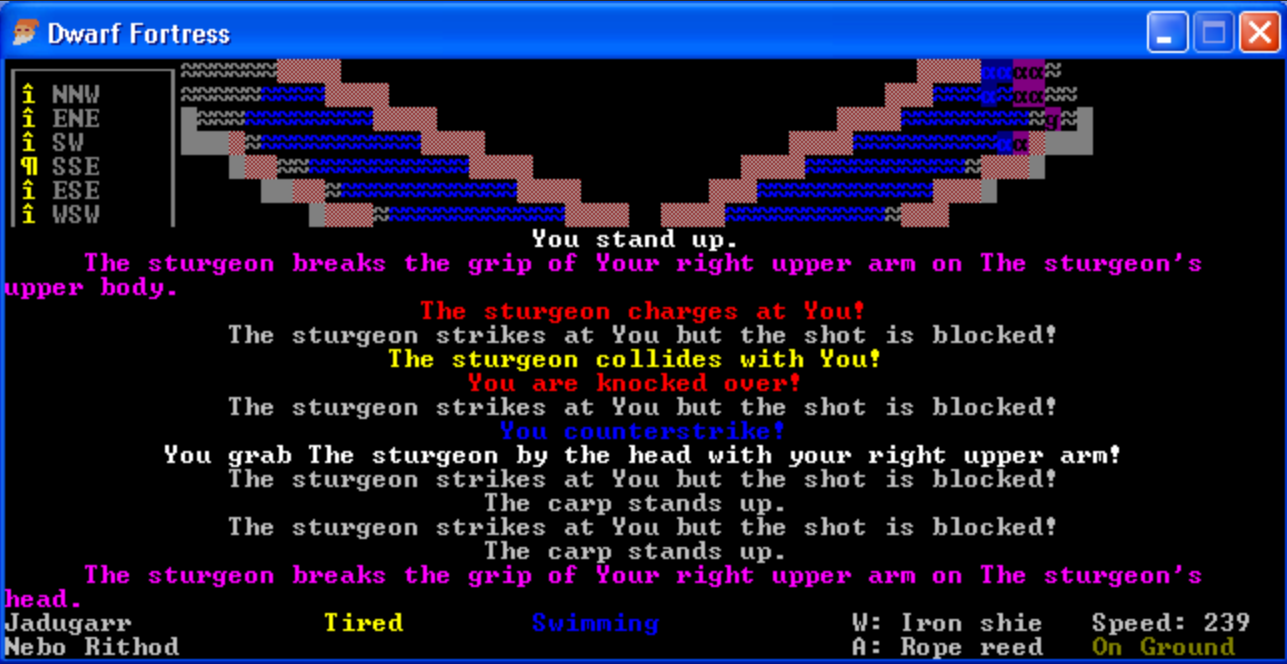 Dwarf Fortress
î NNW
î ENE
î SW
¶ SSE
î ESE
î WSW
You stand up.
The sturgeon breaks the grip of Your right upper arm on The sturgeon's
upper body.
The sturgeon charges at You!
The sturgeon strikes at You but the shot is blocked!
The sturgeon collides with You!
You are knocked over!
The sturgeon strikes at You but the shot is blocked!
You counterstrike!
You grab The sturgeon by the head with your right upper arm!
The sturgeon strikes at You but the shot is blocked!
The carp stands up.
The sturgeon strikes at You but the shot is blocked!
The carp stands up.
The sturgeon breaks the grip of Your right upper arm on The sturgeon's
head.
Jadugarr Tired Swimming W: Iron shie Speed: 239
Nebo Rithod A: Rope reed On Ground